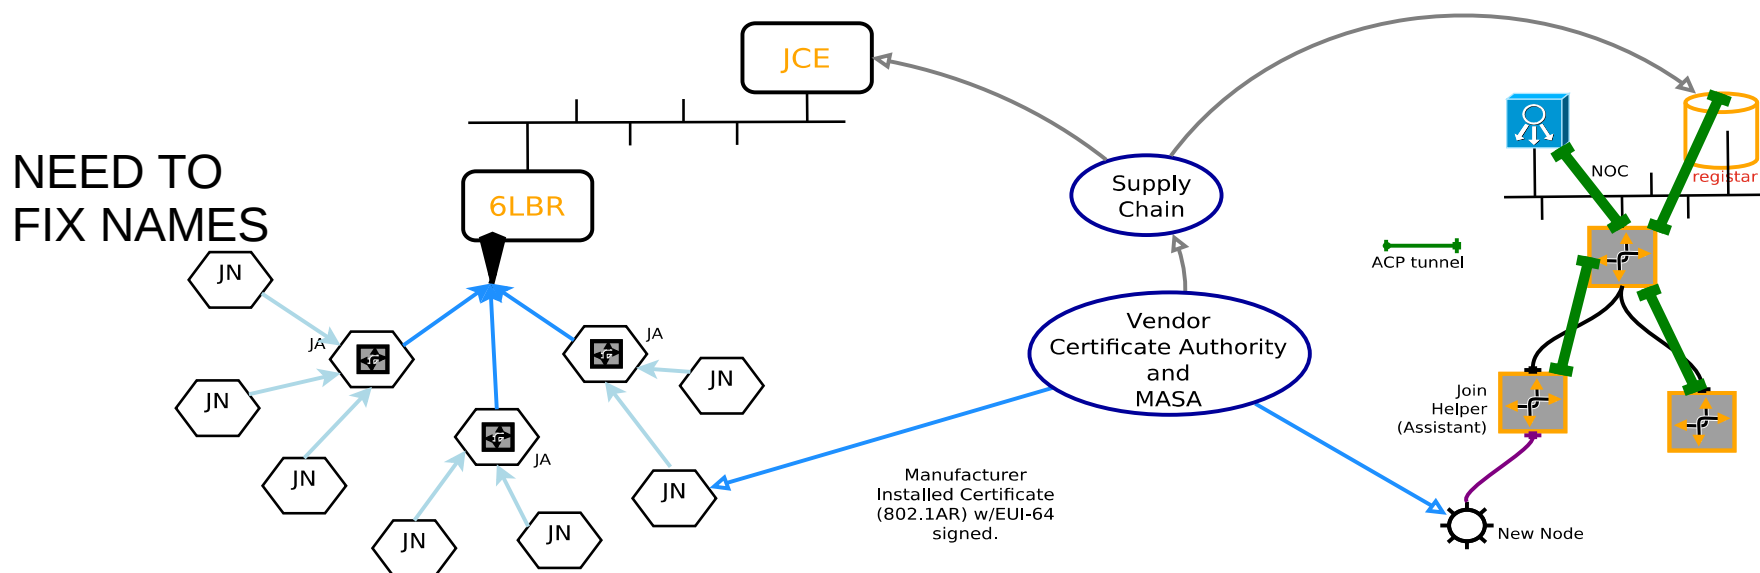 JCE
NEED TO
FIX NAMES
6LBR
JN
JA
JN
JN
JA
JN
JN
JA
JN
JN
Supply
Chain
Vendor
Certificate Authority
and
MASA
Manufacturer
Installed Certificate
(802.1AR) w/EUI-64
signed.
NOC
registar
ACP tunnel
Join
Helper
(Assistant)
New Node